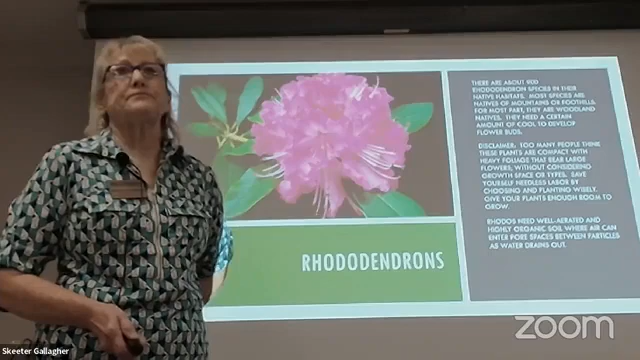 THERE ARE ABOUT 900
RHODODENDRON SPECIES IN THEIR
NATIVE HABITATS. MOST SPECIES ARE
NATIVES OF MOUNTAINS OR FOOTHILLS.
FOR MOST PART, THEY ARE WOODLAND
NATIVES. THEY NEED A CERTAIN
AMOUNT OF COOL TO DEVELOP
FLOWER BUDS.
DISCLAIMER: TOO MANY PEOPLE THINK
THESE PLANTS ARE COMPACT WITH
HEAVY FOLIAGE THAT BEAR LARGE
FLOWERS, WITHOUT CONSIDERING
GROWTH SPACE OR TYPES. SAVE
YOURSELF NEEDLESS LABOR BY
CHOOSING AND PLANTING WISELY.
GIVE YOUR PLANTS ENOUGH ROOM TO
GROW.
RHODOS NEED WELL-AERATED AND
HIGHLY ORGANIC SOIL WHERE AIR CAN
ENTER PORE SPACES BETWEEN PARTICLES
AS WATER DRAINS OUT.
RHODODENDRONS
zoom
Skeeter Gallagher